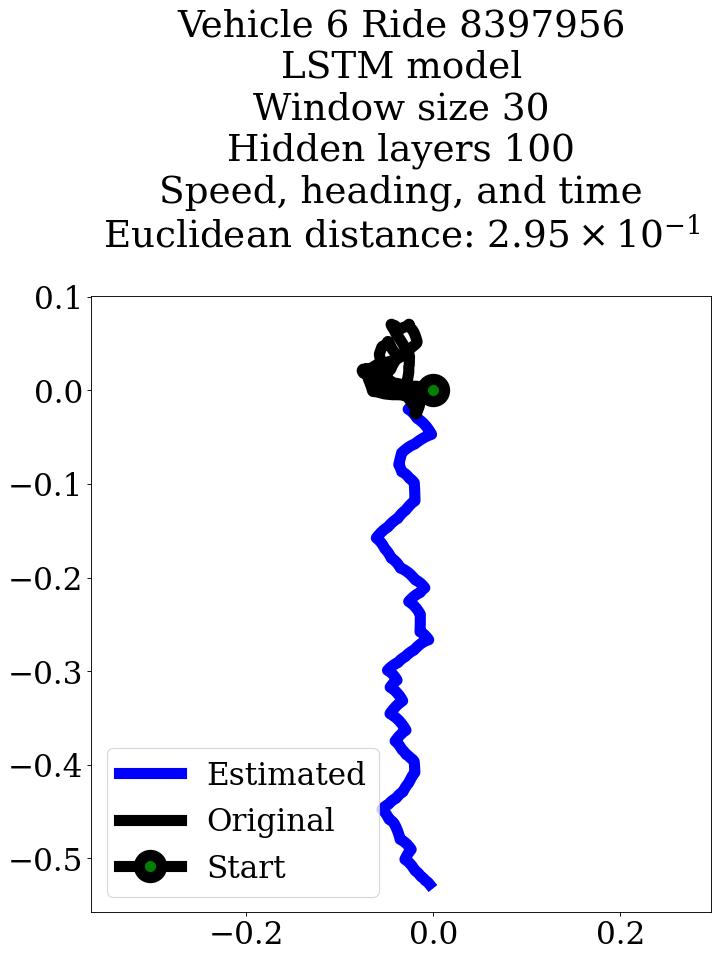 Vehicle 6 Ride 8397956
LSTM model
Window size 30
Hidden layers 100
Speed, heading, and time
Euclidean distance: 2.95 × 10⁻¹
0.1
0.0
−0.1
−0.2
−0.3
−0.4
−0.5
Estimated
Original
Start
−0.2 0.0 0.2